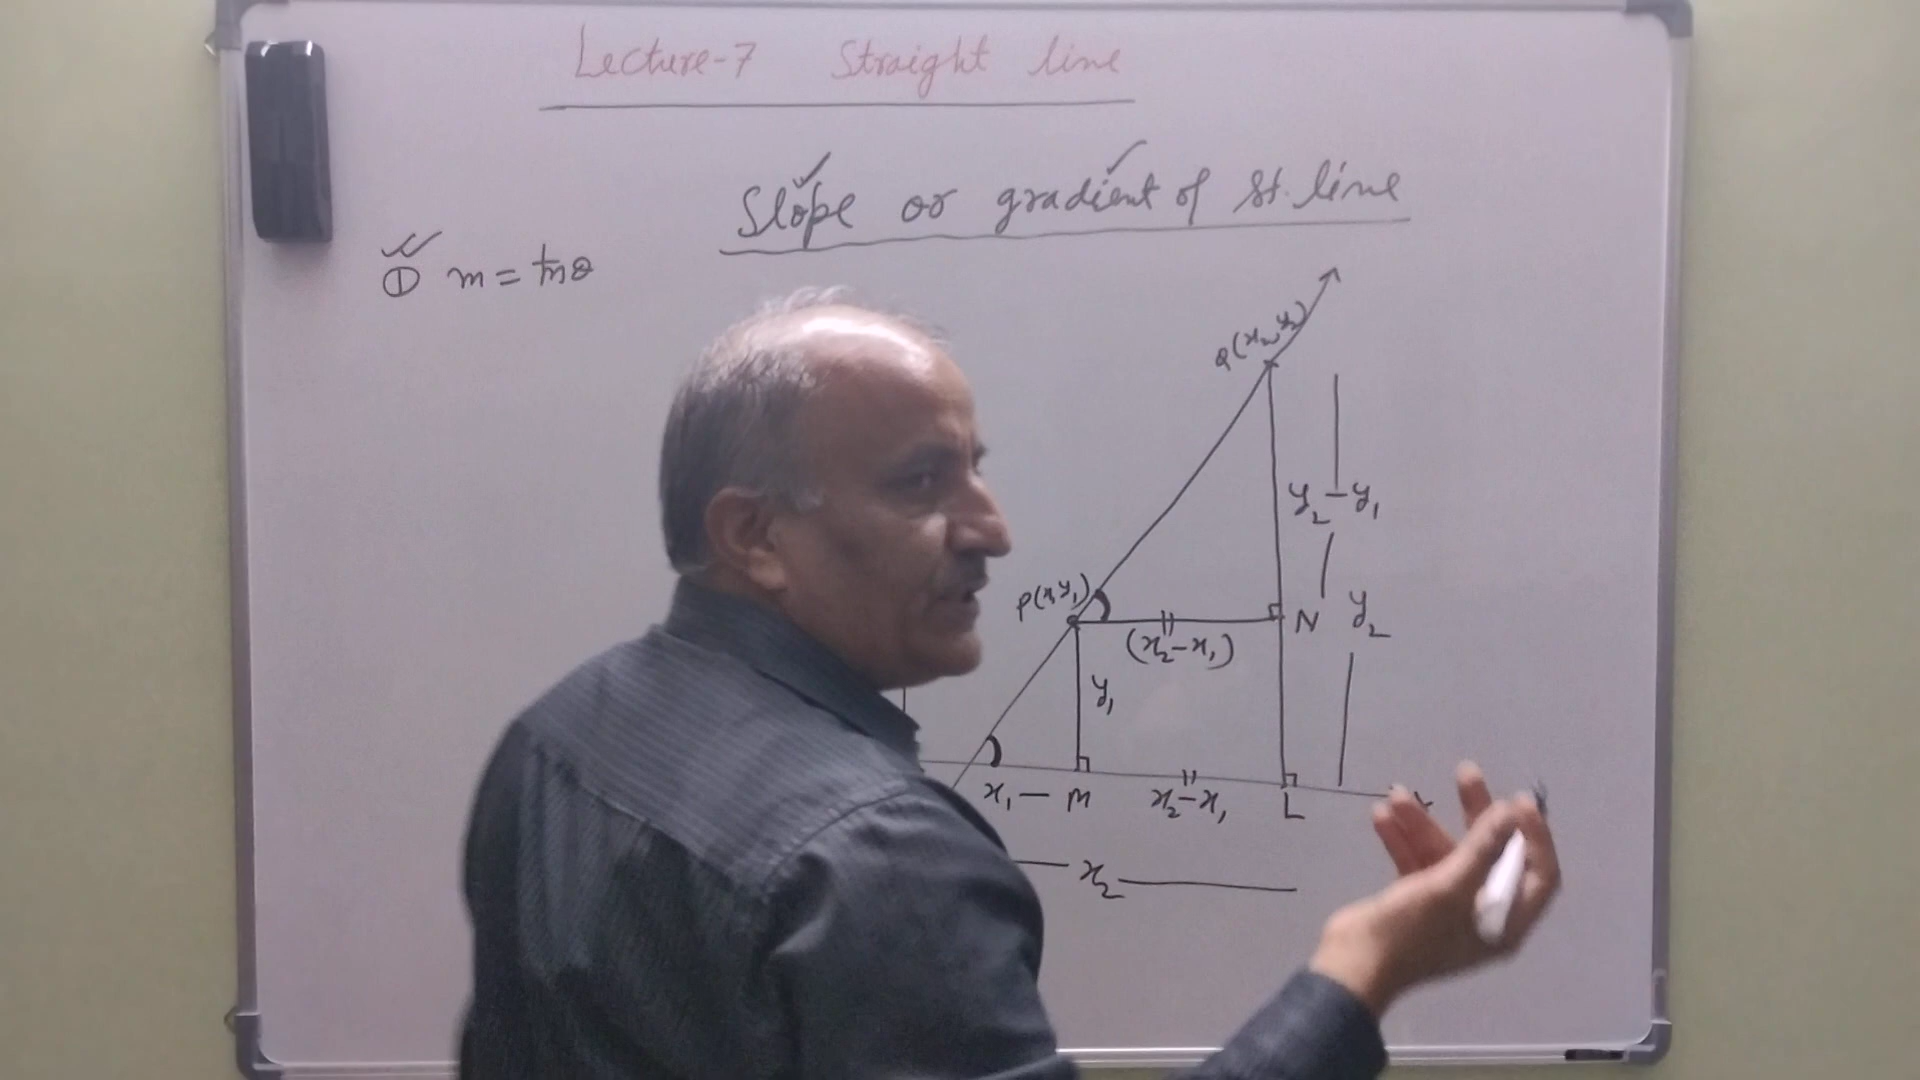 Lecture-7 Straight line
Slope or gradient of St. line
① m = tanθ
Q(x₂, y₂)
y₂ - y₁
P(x₁ y₁)
N
y₂
(x₂-x₁)
y₁
x₁ — M
x₂-x₁
L
x₂